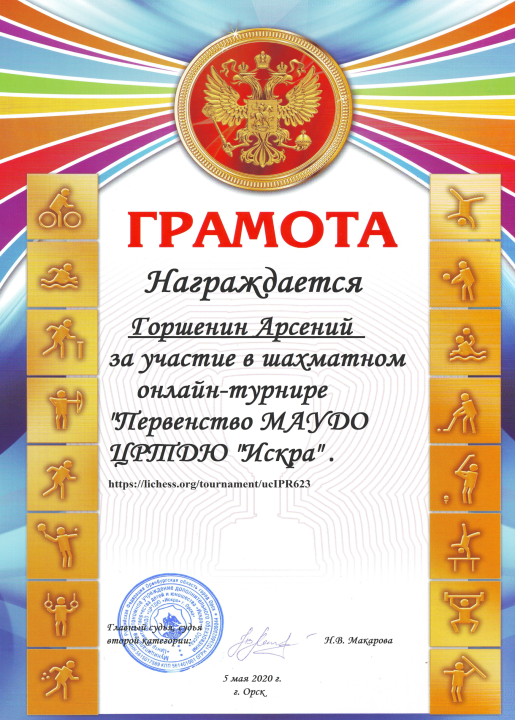 ГРАМОТА
Награждается
Горшенин Арсений
за участие в шахматном
онлайн-турнире
"Первенство МАУДО
ЦРТДЮ "Искра" .
https://lichess.org/tournament/ucIPR623
Главный судья, судья
второй категории:
Н.В. Макарова
5 мая 2020 г.
г. Орск